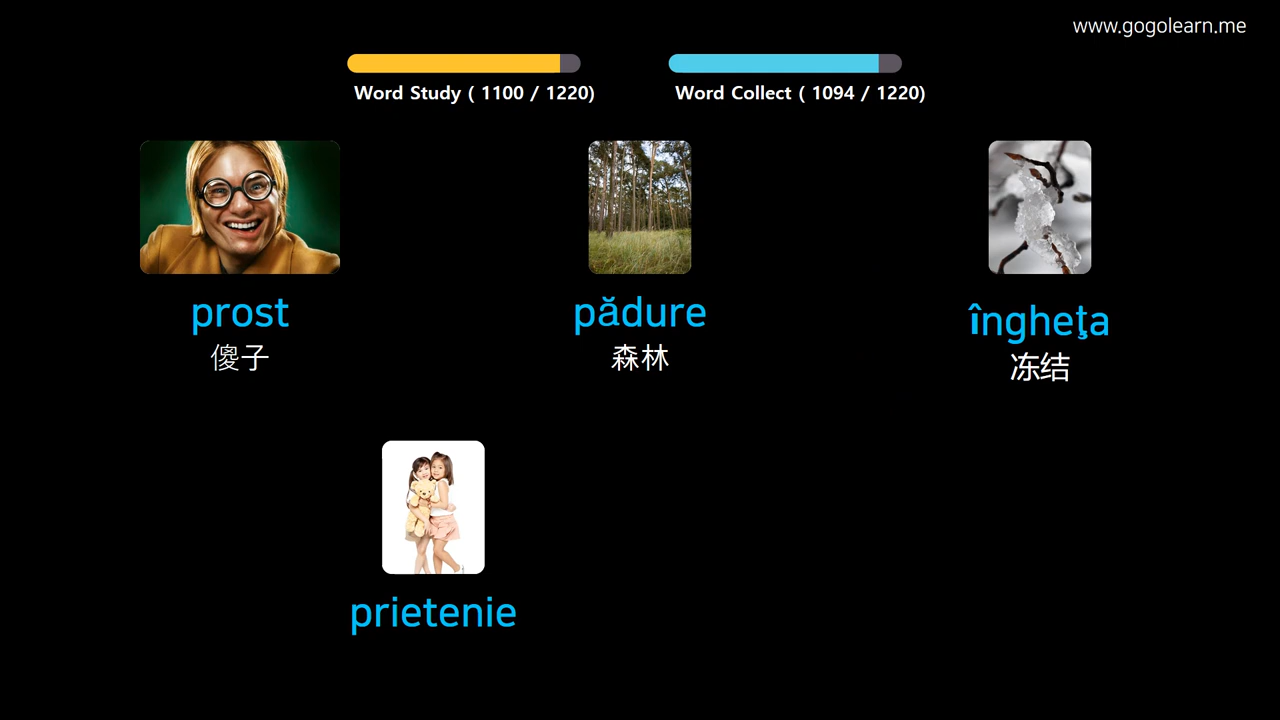 www.gogolearn.me
Word Study ( 1100 / 1220)
Word Collect ( 1094 / 1220)
prost
傻子
pădure
森林
îngheţa
冻结
prietenie